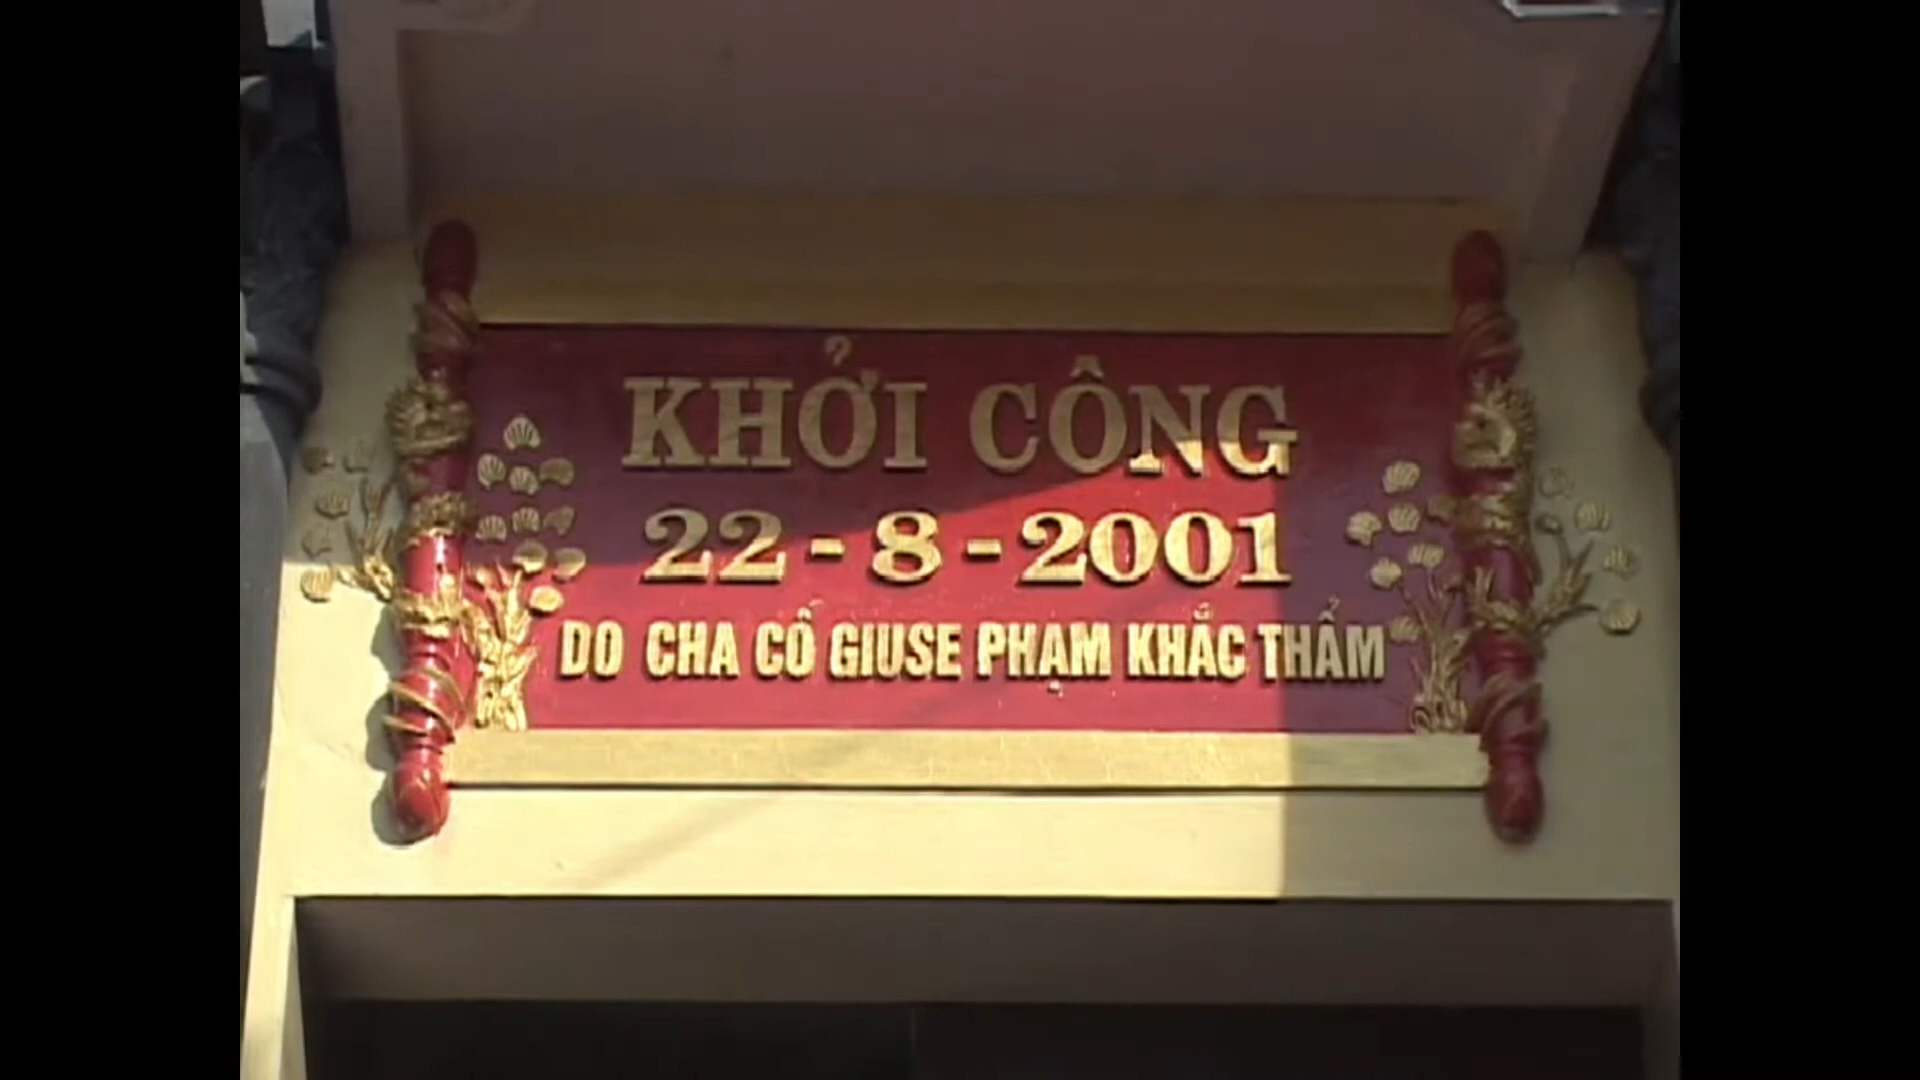 KHỞI CÔNG
22-8-2001
DO CHA CỐ GIUSE PHẠM KHẮC THẨM